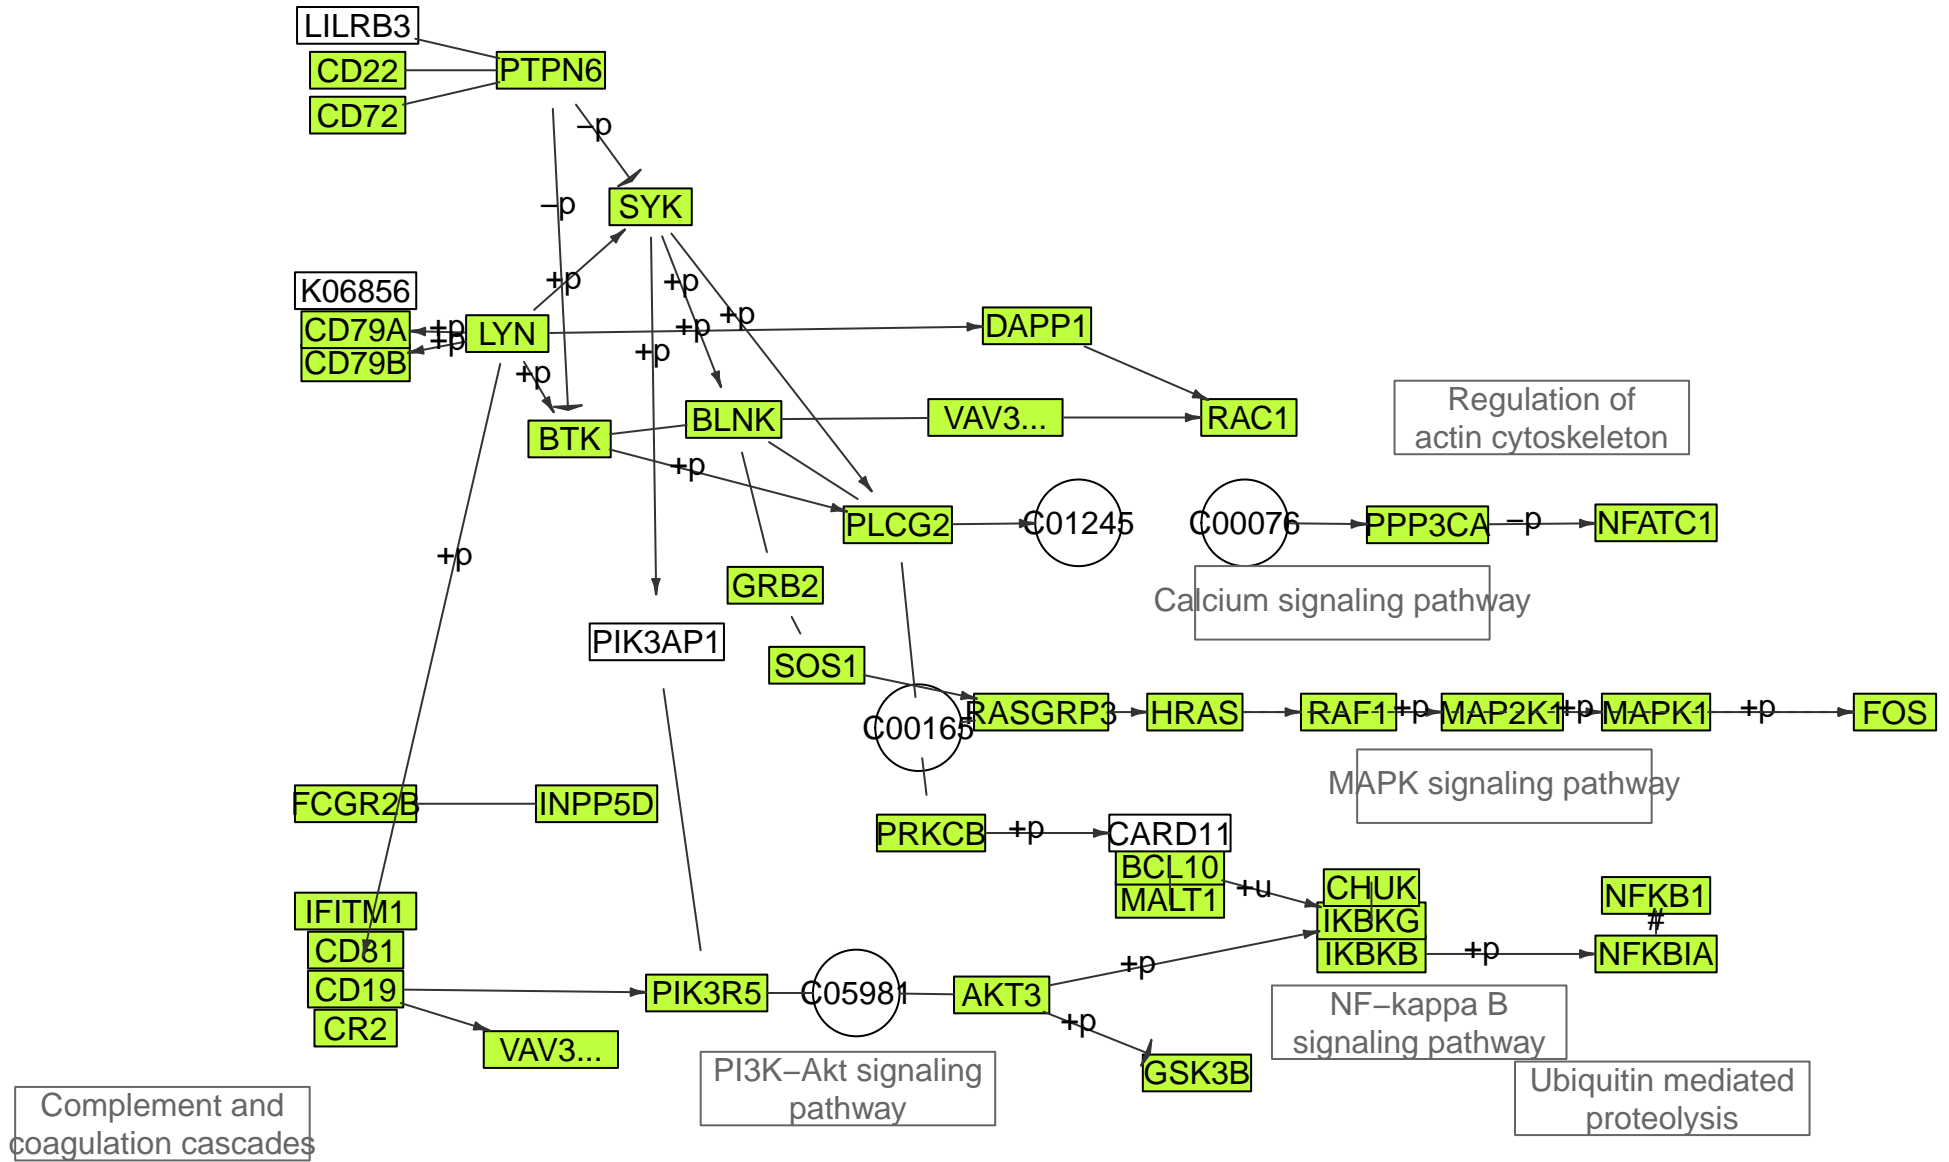 LILRB3
CD22
PTPN6
CD72
–p
SYK
–p
+p
+p
K06856
CD79A
+p
LYN
+p
+p
DAPP1
CD79B
+p
+p
+p
Regulation of
actin cytoskeleton
BTK
BLNK
VAV3...
RAC1
+p
PLCG2
C01245
C00076
PPP3CA
–p
NFATC1
+p
GRB2
Calcium signaling pathway
PIK3AP1
SOS1
C00165
RASGRP3
HRAS
RAF1
+p
MAP2K1
+p
MAPK1
+p
FOS
MAPK signaling pathway
FCGR2B
INPP5D
PRKCB
+p
CARD11
BCL10
MALT1
+u
CHUK
IKBKG
IKBKB
+p
NFKB1
#
NFKBIA
IFITM1
CD81
CD19
CR2
PIK3R5
C05981
AKT3
+p
+p
VAV3...
GSK3B
NF–kappa B
signaling pathway
PI3K–Akt signaling
pathway
Ubiquitin mediated
proteolysis
Complement and
coagulation cascades